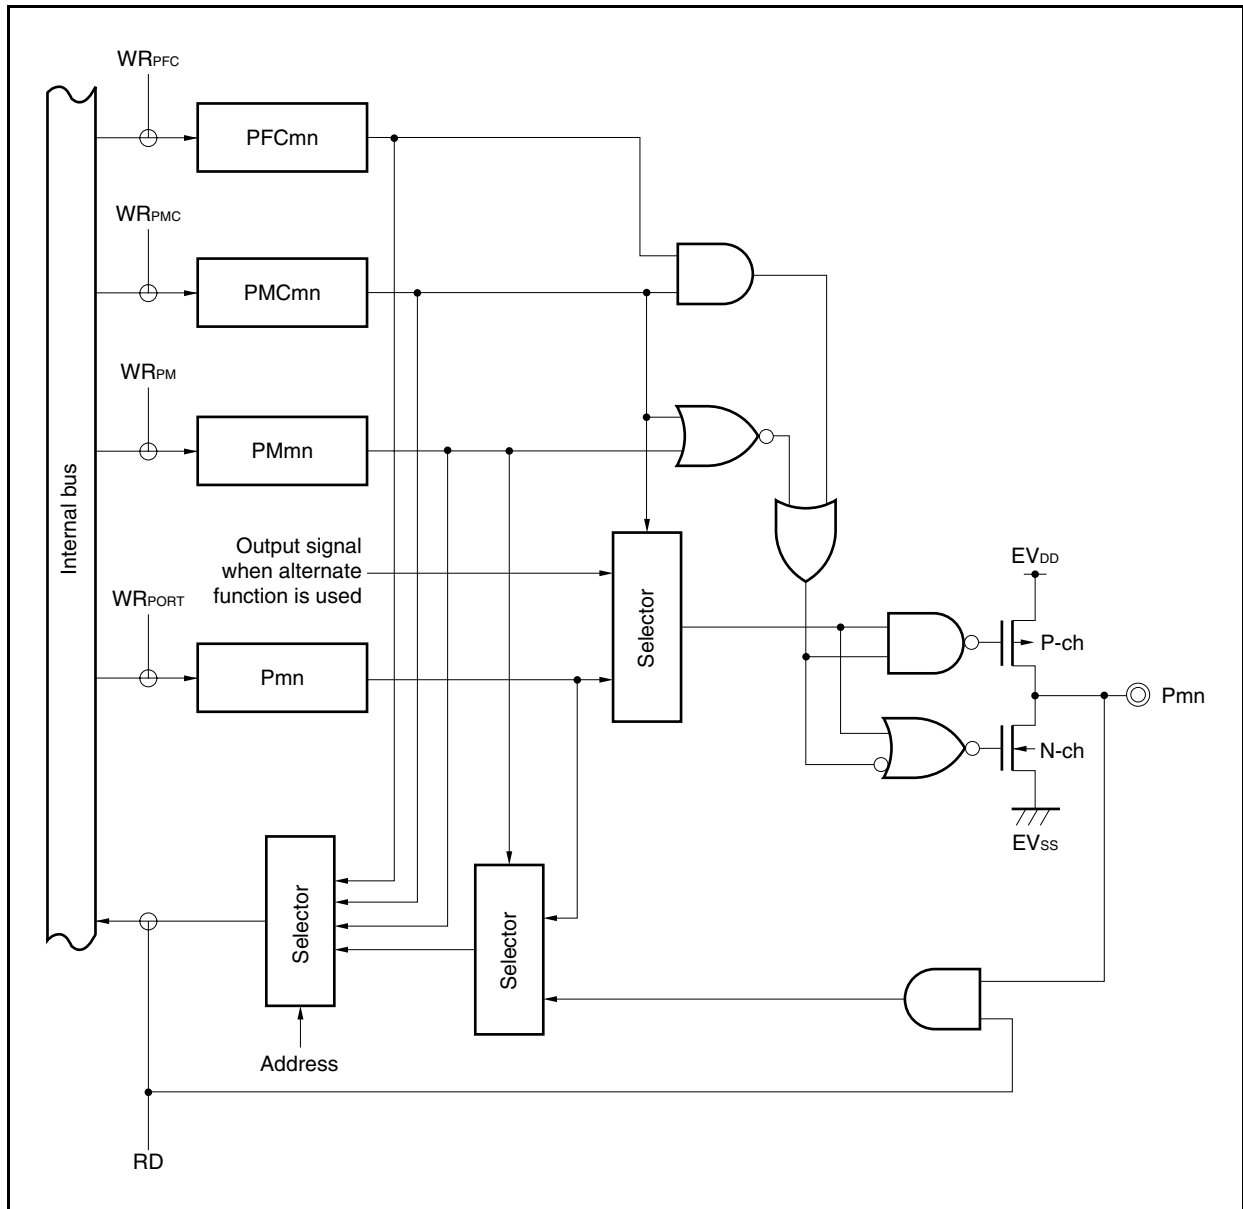 WRPFC
PFCmn
WRPMC
PMCmn
WRPM
PMmn
Internal bus
Output signal
when alternate
function is used
WRPORT
Pmn
Selector
EVDD
P-ch
Pmn
N-ch
EVSS
Selector
Selector
Address
RD